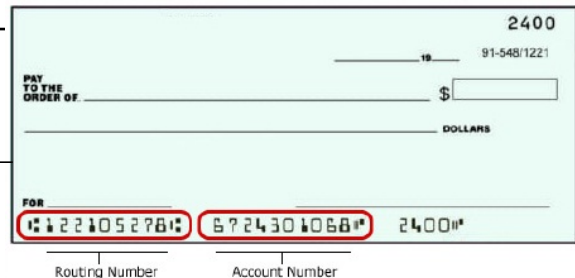 2400
19 91-548/1221
PAY
TO THE
ORDER OF $
DOLLARS
FOR
⑆122105278⑆ 6724301068⑈ 2400⑈
Routing Number Account Number